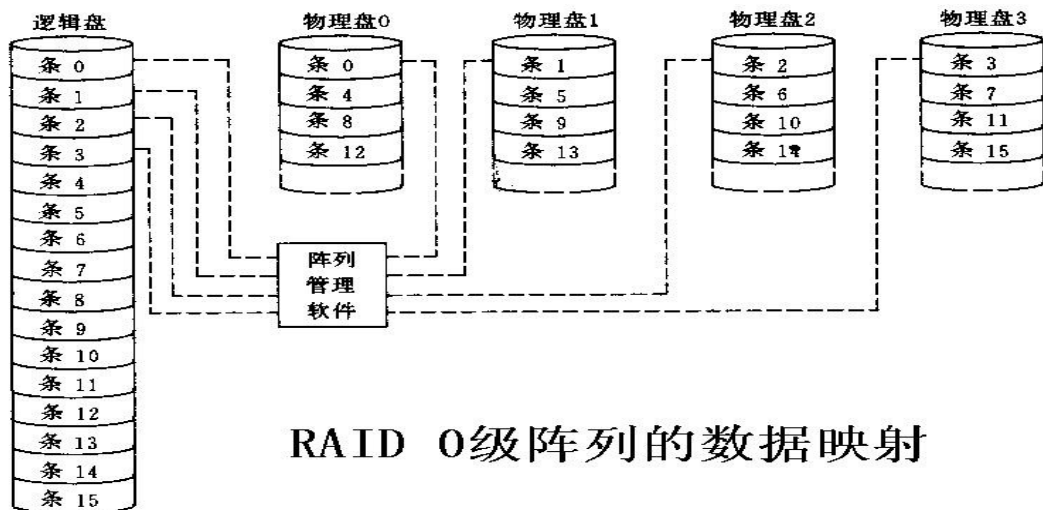 逻辑盘
条 0
条 1
条 2
条 3
条 4
条 5
条 6
条 7
条 8
条 9
条 10
条 11
条 12
条 13
条 14
条 15
物理盘0
条 0
条 4
条 8
条 12
物理盘1
条 1
条 5
条 9
条 13
物理盘2
条 2
条 6
条 10
条 14
物理盘3
条 3
条 7
条 11
条 15
阵列
管理
软件
RAID 0级阵列的数据映射